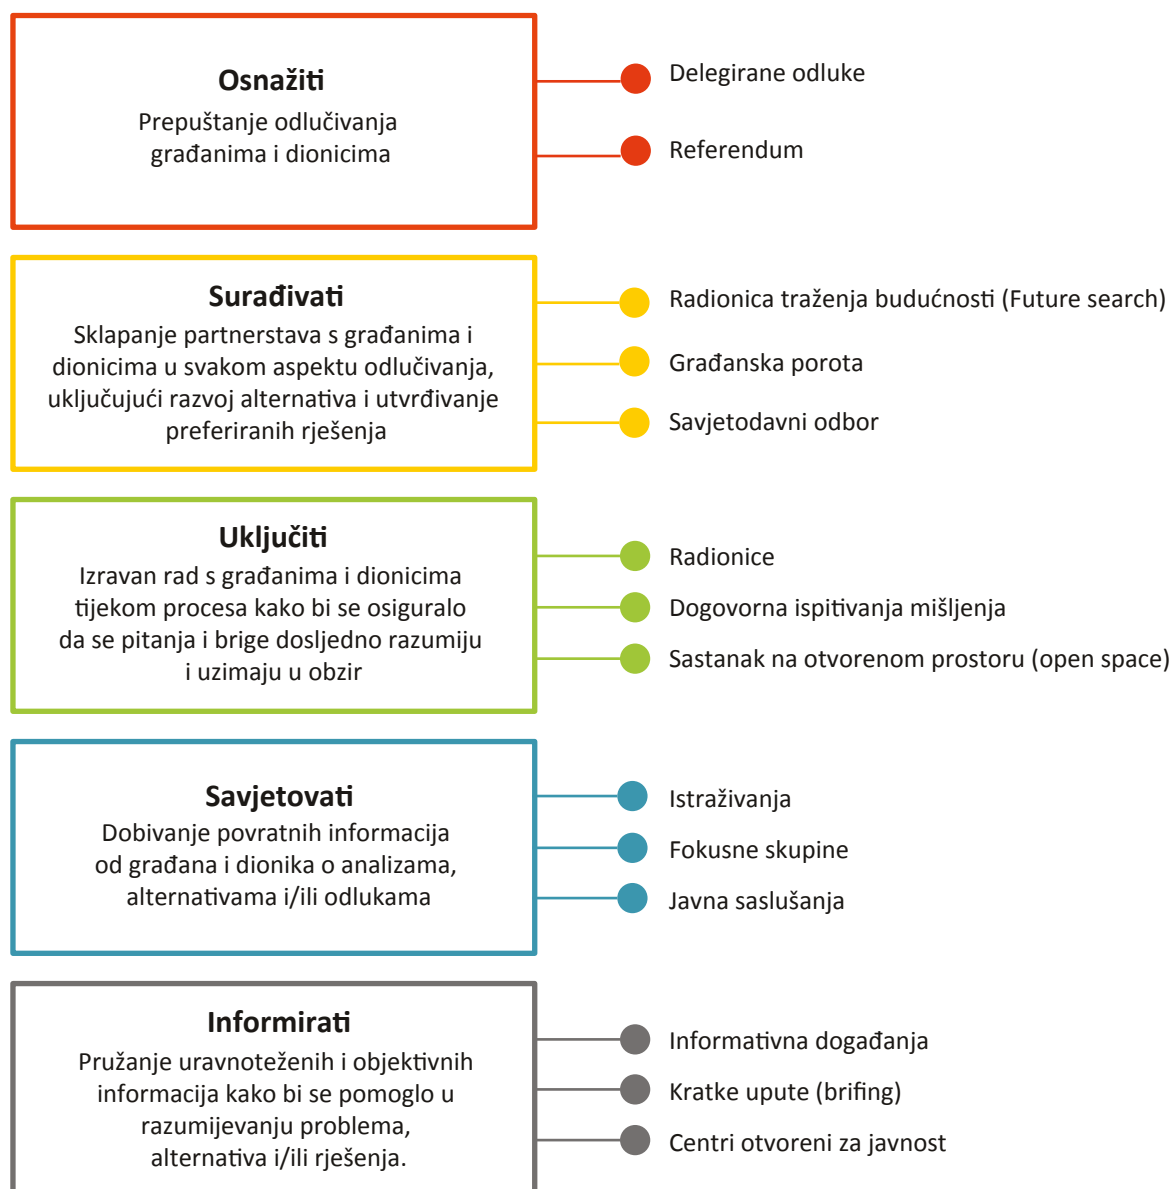 Osnažiti
Prepuštanje odlučivanja
građanima i dionicima
Delegirane odluke
Referendum
Surađivati
Sklapanje partnerstava s građanima i
dionicima u svakom aspektu odlučivanja,
uključujući razvoj alternativa i utvrđivanje
preferiranih rješenja
Radionica traženja budućnosti (Future search)
Građanska porota
Savjetodavni odbor
Uključiti
Izravan rad s građanima i dionicima
tijekom procesa kako bi se osiguralo
da se pitanja i brige dosljedno razumiju
i uzimaju u obzir
Radionice
Dogovorna ispitivanja mišljenja
Sastanak na otvorenom prostoru (open space)
Savjetovati
Dobivanje povratnih informacija
od građana i dionika o analizama,
alternativama i/ili odlukama
Istraživanja
Fokusne skupine
Javna saslušanja
Informirati
Pružanje uravnoteženih i objektivnih
informacija kako bi se pomoglo u
razumijevanju problema,
alternativa i/ili rješenja.
Informativna događanja
Kratke upute (brifing)
Centri otvoreni za javnost